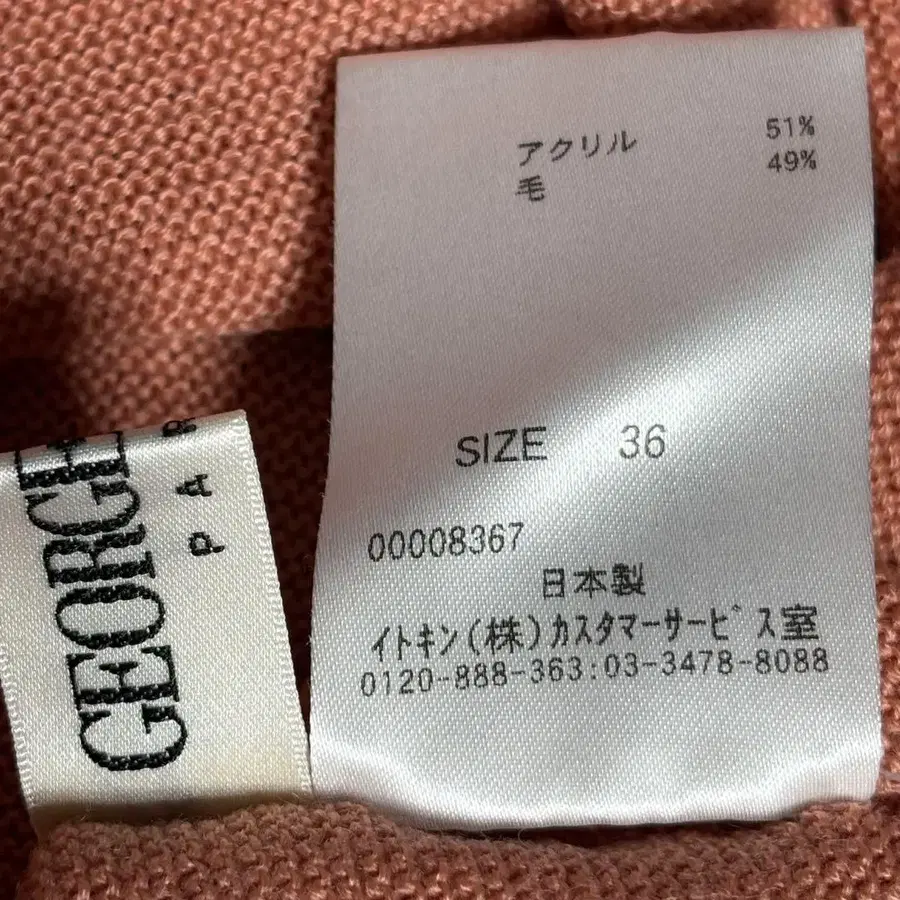 アクリル 51%
毛 49%
SIZE 36
00008367
日本製
イトキン(株)カスタマーサービス室
0120-888-363:03-3478-8088
GEORGE
PAR